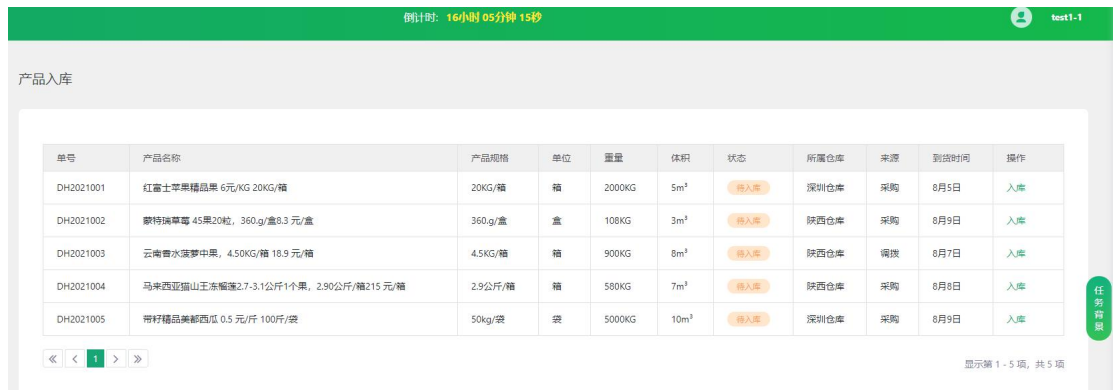 倒计时：16小时 05分钟 15秒 test1-1
产品入库
单号 产品名称 产品规格 单位 重量 体积 状态 所属仓库 来源 到货时间 操作
DH2021001 红富士苹果精品果 6元/KG 20KG/箱 20KG/箱 箱 2000KG 5m³ 待入库 深圳仓库 采购 8月5日 入库
DH2021002 蒙特瑞草莓 45果20粒，360.g/盒8.3 元/盒 360.g/盒 盒 108KG 3m³ 待入库 陕西仓库 采购 8月9日 入库
DH2021003 云南香水菠萝中果，4.50KG/箱 18.9 元/箱 4.5KG/箱 箱 900KG 8m³ 待入库 陕西仓库 调拨 8月7日 入库
DH2021004 马来西亚猫山王冻榴莲2.7-3.1公斤1个果，2.90公斤/箱215 元/箱 2.9公斤/箱 箱 580KG 7m³ 待入库 陕西仓库 采购 8月8日 入库
DH2021005 带籽精品美都西瓜 0.5 元/斤 100斤/袋 50kg/袋 袋 5000KG 10m³ 待入库 深圳仓库 采购 8月9日 入库
任务背景
1
显示第 1 - 5 项，共 5 项